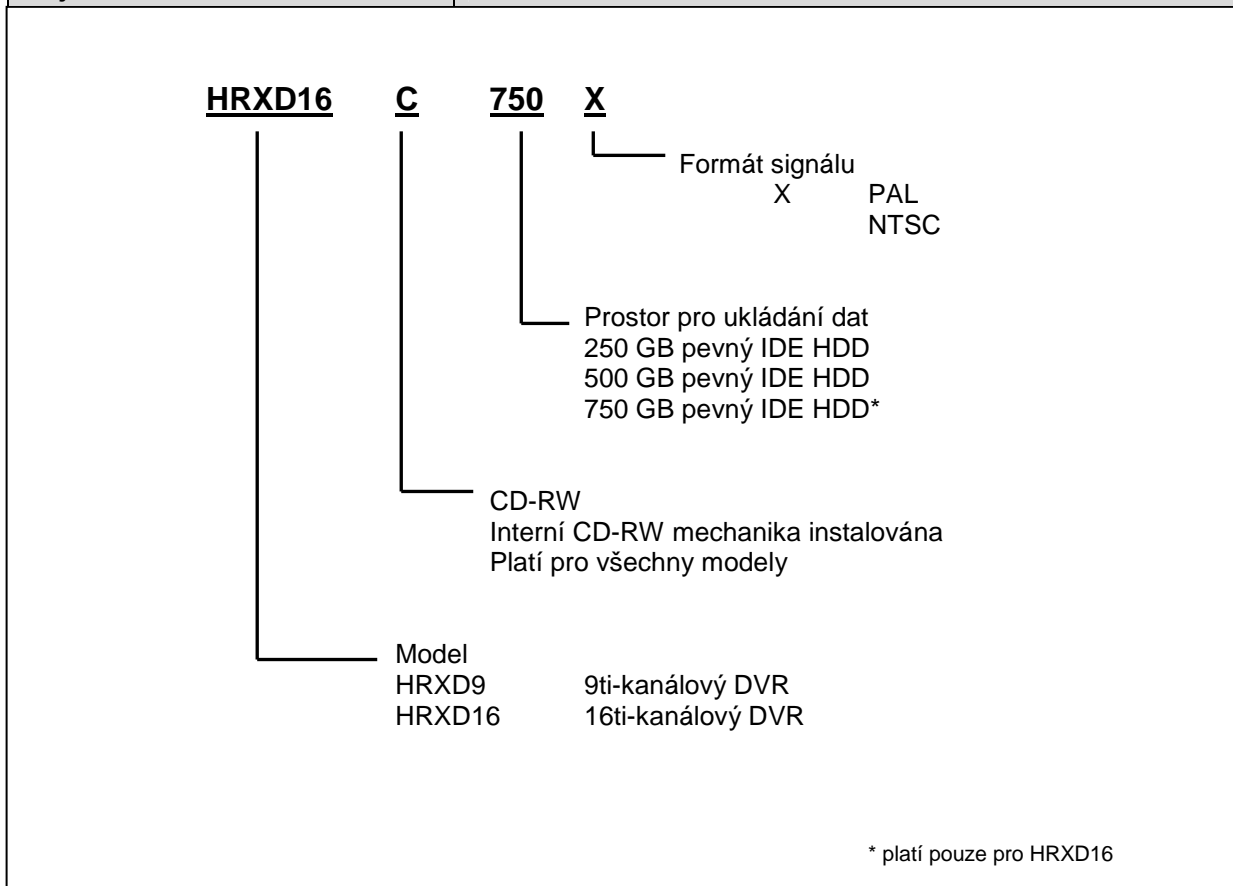 HRXD16 C 750 X
Formát signálu
X PAL
NTSC
Prostor pro ukládání dat
250 GB pevný IDE HDD
500 GB pevný IDE HDD
750 GB pevný IDE HDD*
CD-RW
Interní CD-RW mechanika instalována
Platí pro všechny modely
Model
HRXD9 9ti-kanálový DVR
HRXD16 16ti-kanálový DVR
* platí pouze pro HRXD16